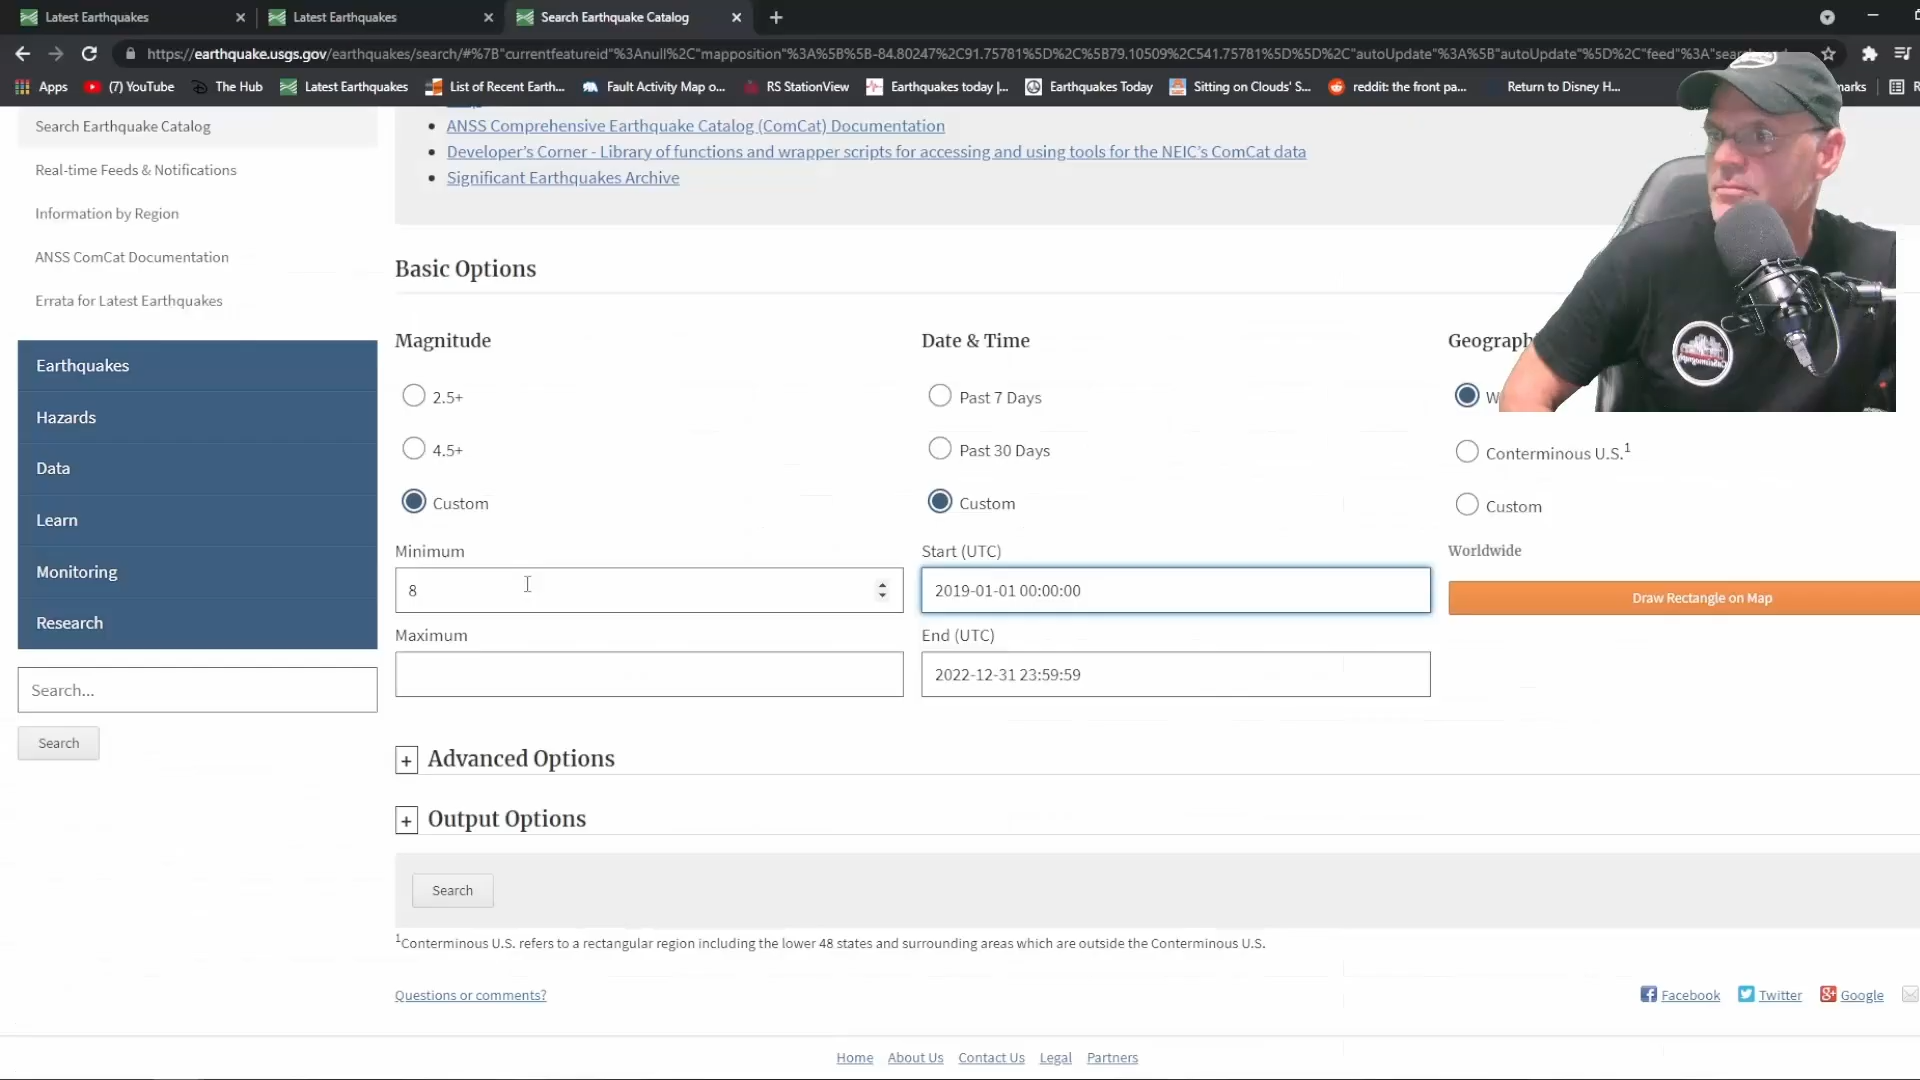 Latest Earthquakes
Latest Earthquakes
Search Earthquake Catalog
https://earthquake.usgs.gov/earthquakes/search/#%7B"currentfeatureid"%3Anull%2C"mapposition"%3A%5B%5B-84.80247%2C91.75781%5D%2C%5B79.10509%2C541.75781%5D%5D%2C"autoUpdate"%3A%5B"autoUpdate"%5D%2C"feed"%3A"sear
Apps (7) YouTube The Hub Latest Earthquakes List of Recent Earth... Fault Activity Map o... RS StationView Earthquakes today |... Earthquakes Today Sitting on Clouds' S... reddit: the front pa... Return to Disney H... marks R
Search Earthquake Catalog
Real-time Feeds & Notifications
Information by Region
ANSS ComCat Documentation
Errata for Latest Earthquakes
Earthquakes
Hazards
Data
Learn
Monitoring
Research
Search...
Search
ANSS Comprehensive Earthquake Catalog (ComCat) Documentation
Developer's Corner - Library of functions and wrapper scripts for accessing and using tools for the NEIC's ComCat data
Significant Earthquakes Archive
Basic Options
Magnitude
2.5+
4.5+
Custom
Minimum
8
Maximum
Date & Time
Past 7 Days
Past 30 Days
Custom
Start (UTC)
2019-01-01 00:00:00
End (UTC)
2022-12-31 23:59:59
Geograph
W
Conterminous U.S.1
Custom
Worldwide
Draw Rectangle on Map
+ Advanced Options
+ Output Options
Search
1Conterminous U.S. refers to a rectangular region including the lower 48 states and surrounding areas which are outside the Conterminous U.S.
Questions or comments?
Facebook Twitter Google
Home About Us Contact Us Legal Partners